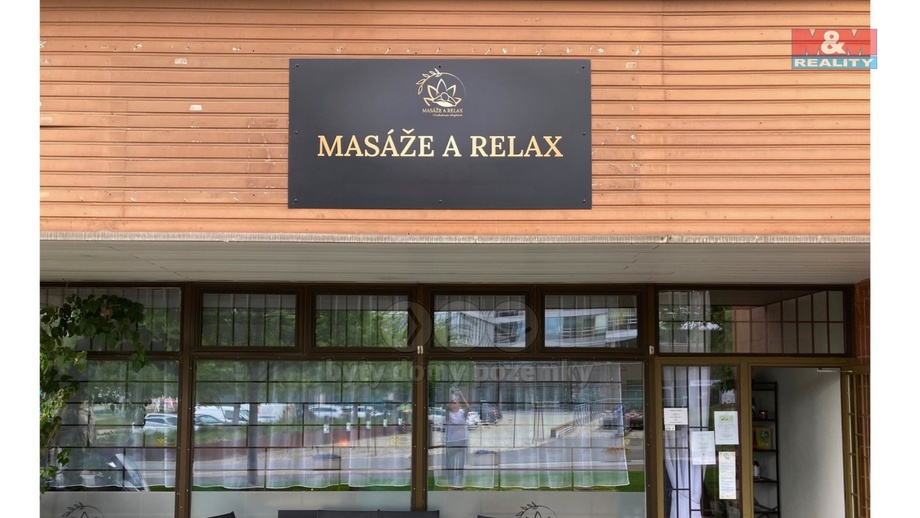 M&M
REALITY
MASÁŽE A RELAX
MASÁŽE A RELAX
byty domy pozemky